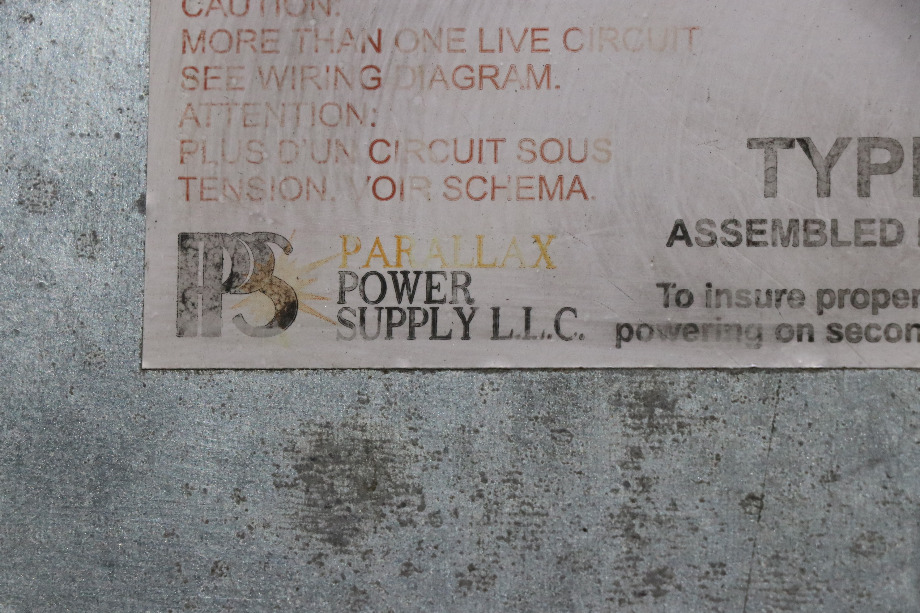 CAUTION:
MORE THAN ONE LIVE CIRCUIT
SEE WIRING DIAGRAM.
ATTENTION:
PLUS D'UN CIRCUIT SOUS
TENSION. VOIR SCHEMA.
TYPE
ASSEMBLED
PPS
PARALLAX
POWER
SUPPLY L.L.C.
To insure proper
powering on secon